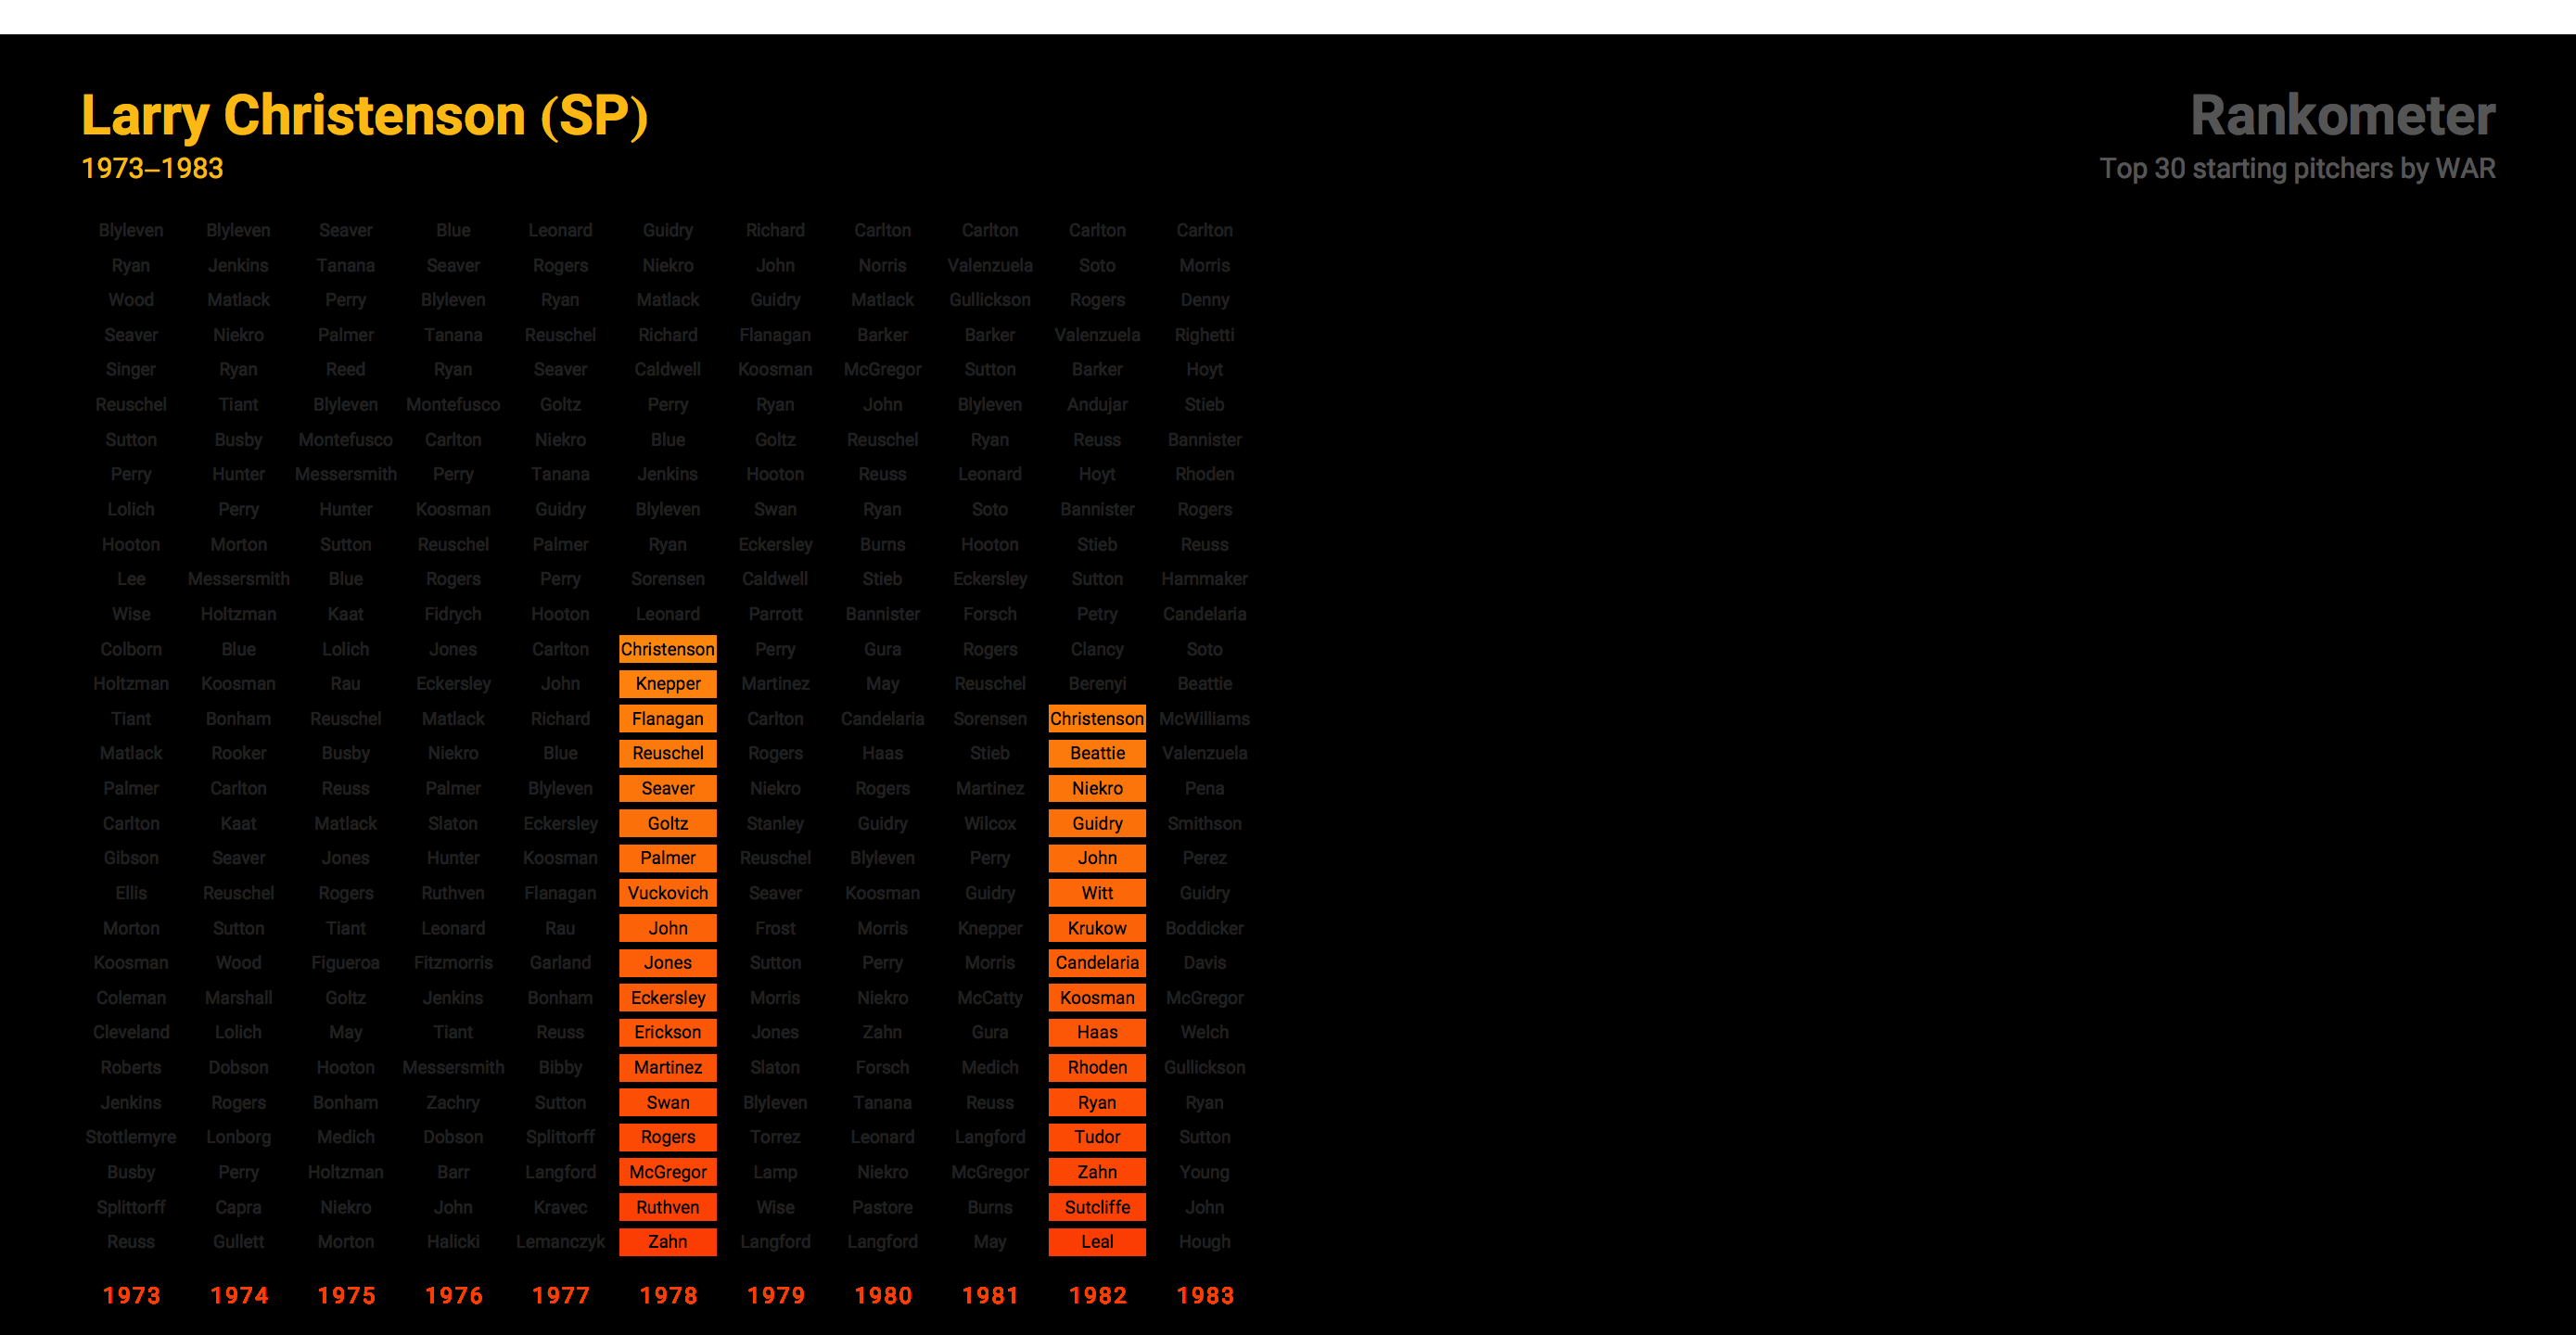 Larry Christenson (SP)
1973–1983
Rankometer
Top 30 starting pitchers by WAR
Blyleven Blyleven Seaver Blue Leonard Guidry Richard Carlton Carlton Carlton Carlton
Ryan Jenkins Tanana Seaver Rogers Niekro John Norris Valenzuela Soto Morris
Wood Matlack Perry Blyleven Ryan Matlack Guidry Matlack Gullickson Rogers Denny
Seaver Niekro Palmer Tanana Reuschel Richard Flanagan Barker Barker Valenzuela Righetti
Singer Ryan Reed Ryan Seaver Caldwell Koosman McGregor Sutton Barker Hoyt
Reuschel Tiant Blyleven Montefusco Goltz Perry Ryan John Blyleven Andujar Stieb
Sutton Busby Montefusco Carlton Niekro Blue Goltz Reuschel Ryan Reuss Bannister
Perry Hunter Messersmith Perry Tanana Jenkins Hooton Reuss Leonard Hoyt Rhoden
Lolich Perry Hunter Koosman Guidry Blyleven Swan Ryan Soto Bannister Rogers
Hooton Morton Sutton Reuschel Palmer Ryan Eckersley Burns Hooton Stieb Reuss
Lee Messersmith Blue Rogers Perry Sorensen Caldwell Stieb Eckersley Sutton Hammaker
Wise Holtzman Kaat Fidrych Hooton Leonard Parrott Bannister Forsch Petry Candelaria
Colborn Blue Lolich Jones Carlton Christenson Perry Gura Rogers Clancy Soto
Holtzman Koosman Rau Eckersley John Knepper Martinez May Reuschel Berenyi Beattie
Tiant Bonham Reuschel Matlack Richard Flanagan Carlton Candelaria Sorensen Christenson McWilliams
Matlack Rooker Busby Niekro Blue Reuschel Rogers Haas Stieb Beattie Valenzuela
Palmer Carlton Reuss Palmer Blyleven Seaver Niekro Rogers Martinez Niekro Pena
Carlton Kaat Matlack Slaton Eckersley Goltz Stanley Guidry Wilcox Guidry Smithson
Gibson Seaver Jones Hunter Koosman Palmer Reuschel Blyleven Perry John Perez
Ellis Reuschel Rogers Ruthven Flanagan Vuckovich Seaver Koosman Guidry Witt Guidry
Morton Sutton Tiant Leonard Rau John Frost Morris Knepper Krukow Boddicker
Koosman Wood Figueroa Fitzmorris Garland Jones Sutton Perry Morris Candelaria Davis
Coleman Marshall Goltz Jenkins Bonham Eckersley Morris Niekro McCatty Koosman McGregor
Cleveland Lolich May Tiant Reuss Erickson Jones Zahn Gura Haas Welch
Roberts Dobson Hooton Messersmith Bibby Martinez Slaton Forsch Medich Rhoden Gullickson
Jenkins Rogers Bonham Zachry Sutton Swan Blyleven Tanana Reuss Ryan Ryan
Stottlemyre Lonborg Medich Dobson Splittorff Rogers Torrez Leonard Langford Tudor Sutton
Busby Perry Holtzman Barr Langford McGregor Lamp Niekro McGregor Zahn Young
Splittorff Capra Niekro John Kravec Ruthven Wise Pastore Burns Sutcliffe John
Reuss Gullett Morton Halicki Lemanczyk Zahn Langford Langford May Leal Hough
1973 1974 1975 1976 1977 1978 1979 1980 1981 1982 1983